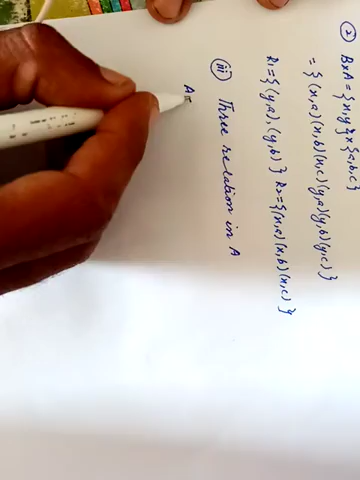 ② B×A = {x,y} × {a,b,c}
= {(x,a)(x,b)(x,c)(y,a)(y,b)(y,c)}
R₁={(y,a),(y,b)} R₂={(x,a)(x,b)(x,c)}
(iii) Three relation in A
A